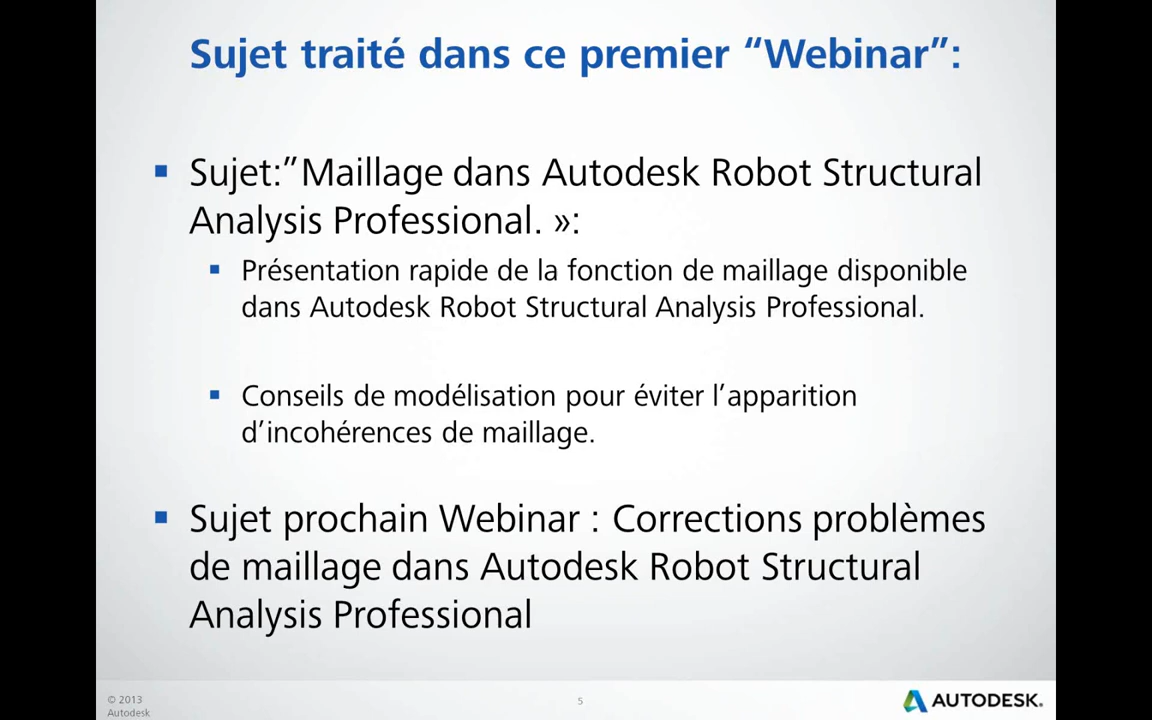 Sujet traité dans ce premier “Webinar”:
Sujet:”Maillage dans Autodesk Robot Structural
Analysis Professional. »:
Présentation rapide de la fonction de maillage disponible
dans Autodesk Robot Structural Analysis Professional.
Conseils de modélisation pour éviter l’apparition
d’incohérences de maillage.
Sujet prochain Webinar : Corrections problèmes
de maillage dans Autodesk Robot Structural
Analysis Professional
© 2013
Autodesk
5
AUTODESK.